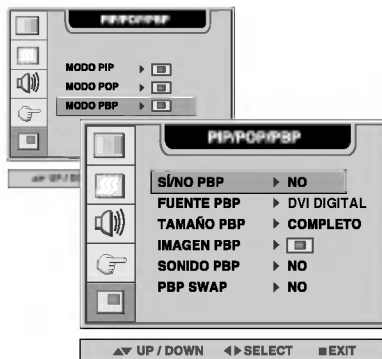 PIP/POP/PBP
MODO PIP
MODO POP
MODO PBP
UP / D
PIP/POP/PBP
SÍ/NO PBP NO
FUENTE PBP DVI DIGITAL
TAMAÑO PBP COMPLETO
IMAGEN PBP
SONIDO PBP NO
PBP SWAP NO
UP / DOWN SELECT EXIT